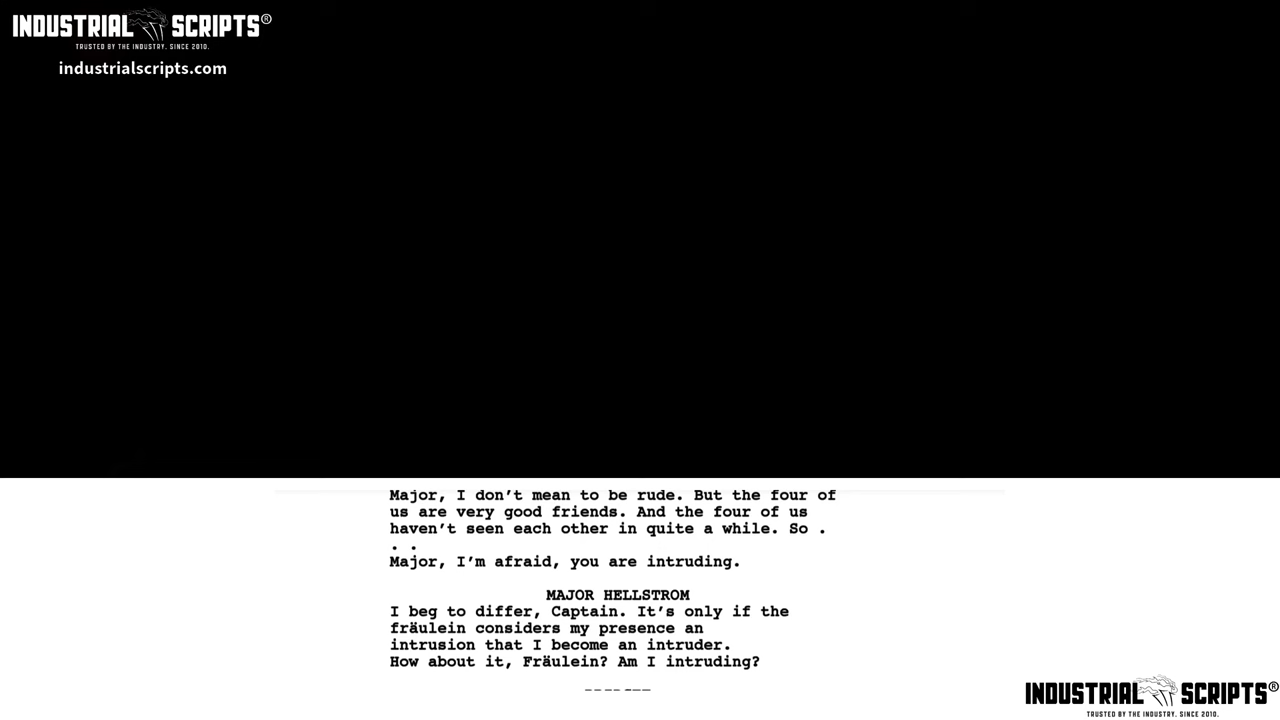 INDUSTRIAL SCRIPTS®
TRUSTED BY THE INDUSTRY. SINCE 2010.
industrialscripts.com
Major, I don't mean to be rude. But the four of
us are very good friends. And the four of us
haven't seen each other in quite a while. So .
. .
Major, I'm afraid, you are intruding.
MAJOR HELLSTROM
I beg to differ, Captain. It's only if the
fräulein considers my presence an
intrusion that I become an intruder.
How about it, Fräulein? Am I intruding?
INDUSTRIAL SCRIPTS®
TRUSTED BY THE INDUSTRY. SINCE 2010.